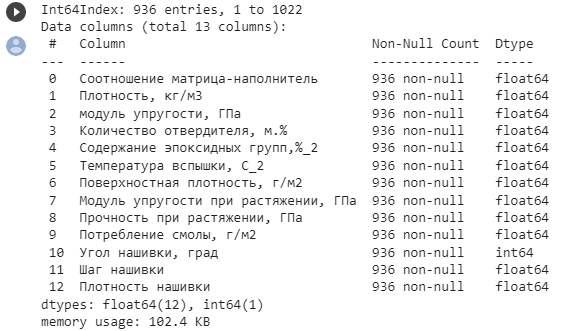 Int64Index: 936 entries, 1 to 1022
Data columns (total 13 columns):
 #   Column                                Non-Null Count  Dtype
---  ------                                --------------  -----
 0   Соотношение матрица-наполнитель       936 non-null    float64
 1   Плотность, кг/м3                      936 non-null    float64
 2   модуль упругости, ГПа                 936 non-null    float64
 3   Количество отвердителя, м.%           936 non-null    float64
 4   Содержание эпоксидных групп,%_2       936 non-null    float64
 5   Температура вспышки, С_2              936 non-null    float64
 6   Поверхностная плотность, г/м2         936 non-null    float64
 7   Модуль упругости при растяжении, ГПа  936 non-null    float64
 8   Прочность при растяжении, ГПа         936 non-null    float64
 9   Потребление смолы, г/м2               936 non-null    float64
 10  Угол нашивки, град                    936 non-null    int64
 11  Шаг нашивки                           936 non-null    float64
 12  Плотность нашивки                     936 non-null    float64
dtypes: float64(12), int64(1)
memory usage: 102.4 KB